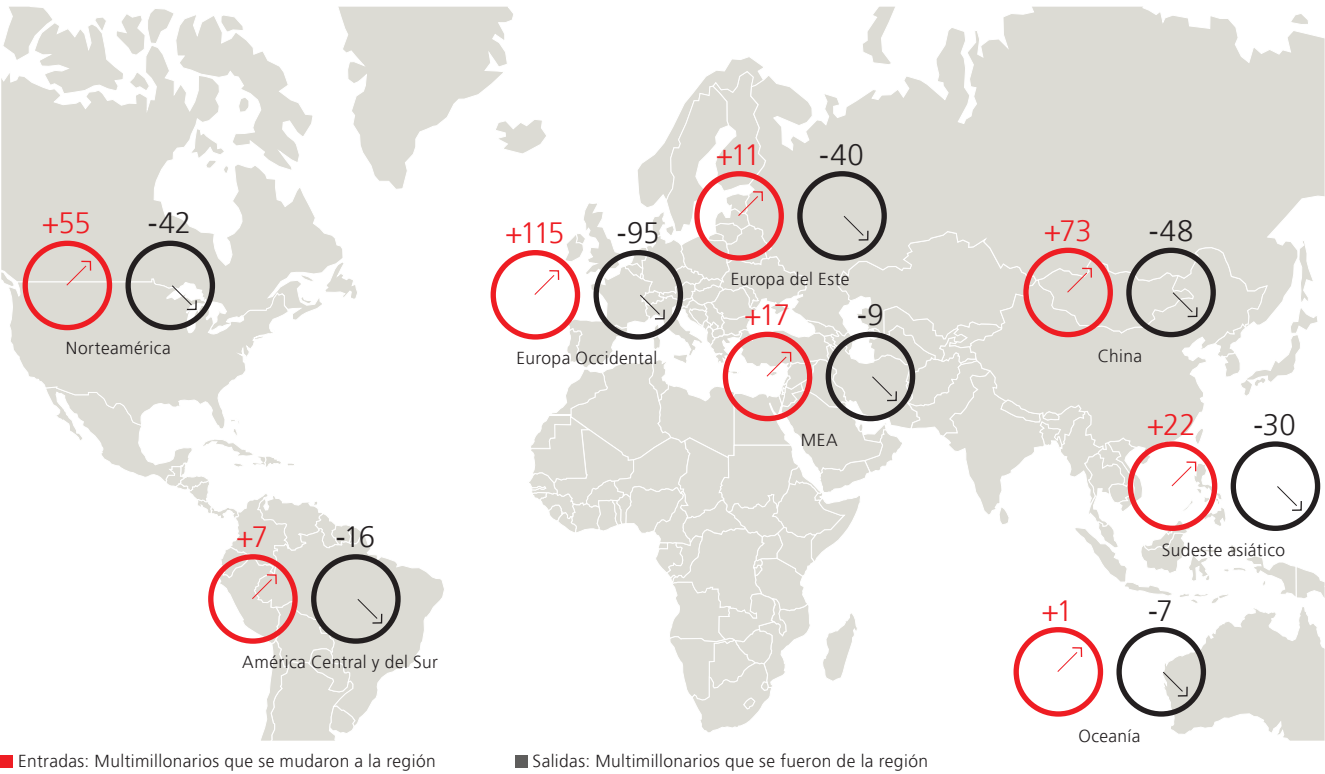 +11 -40
Europa del Este
+55 -42
Norteamérica
+115 -95
Europa Occidental
+73 -48
China
+17 -9
MEA
+22 -30
Sudeste asiático
+7 -16
América Central y del Sur
+1 -7
Oceanía
Entradas: Multimillonarios que se mudaron a la región
Salidas: Multimillonarios que se fueron de la región